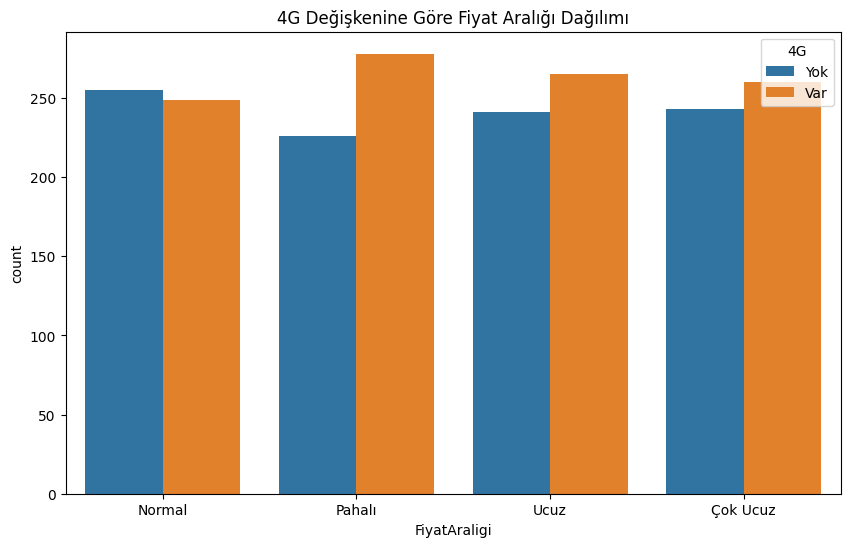 4G Değişkenine Göre Fiyat Aralığı Dağılımı
4G
Yok
Var
250
200
150
100
50
0
count
Normal
Pahalı
Ucuz
Çok Ucuz
FiyatAraligi